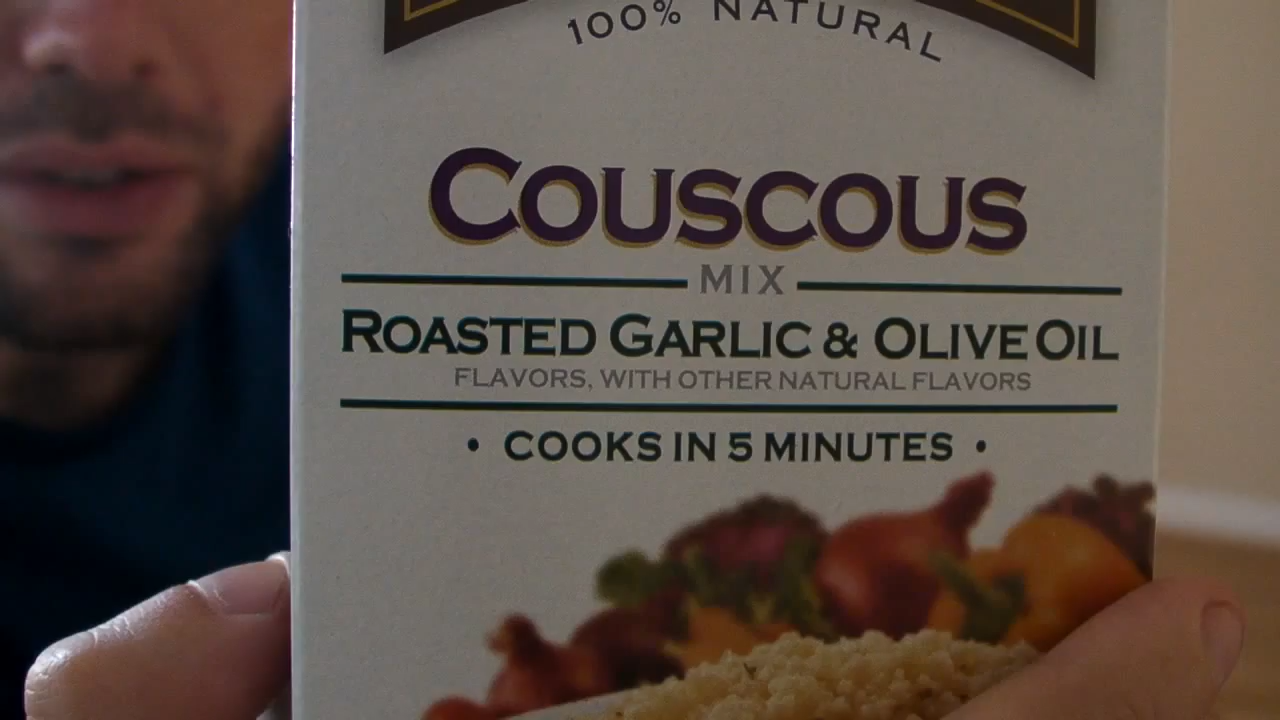 100% NATURAL
COUSCOUS
MIX
ROASTED GARLIC & OLIVE OIL
FLAVORS, WITH OTHER NATURAL FLAVORS
• COOKS IN 5 MINUTES •